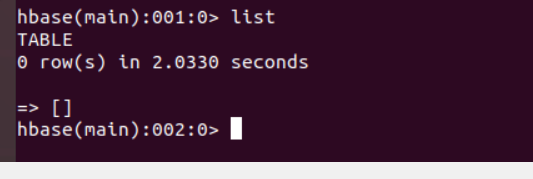 hbase(main):001:0> list
TABLE
0 row(s) in 2.0330 seconds
=> []
hbase(main):002:0>